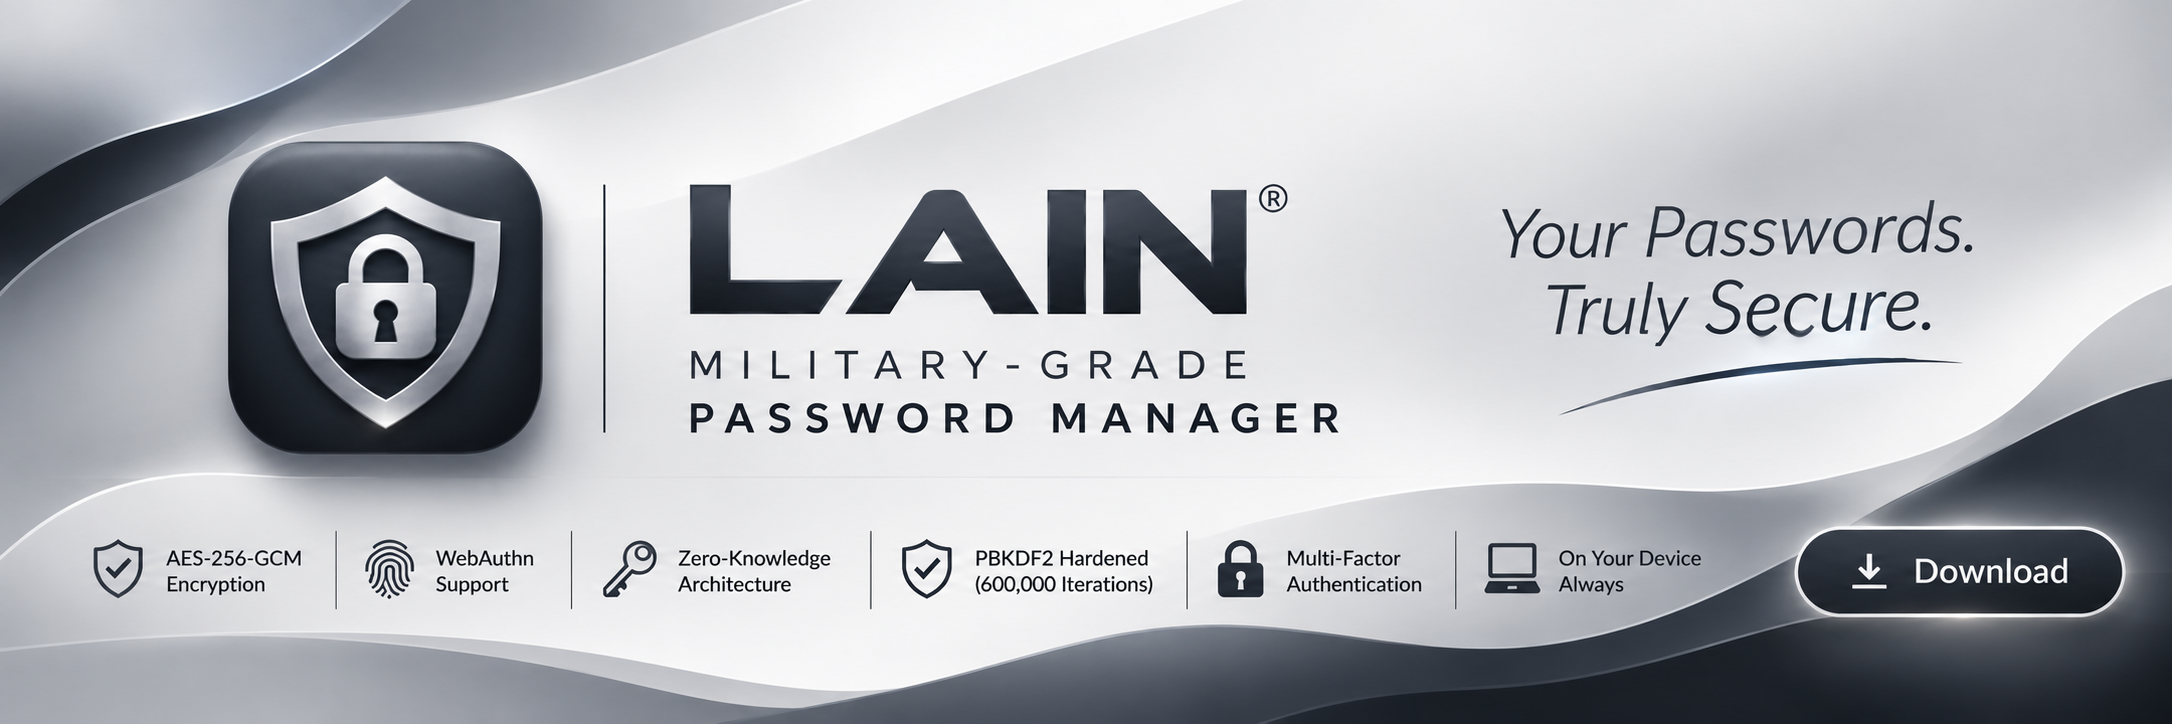 LAIN®
MILITARY-GRADE
PASSWORD MANAGER
Your Passwords.
Truly Secure.
AES-256-GCM
Encryption
WebAuthn
Support
Zero-Knowledge
Architecture
PBKDF2 Hardened
(600,000 Iterations)
Multi-Factor
Authentication
On Your Device
Always
Download